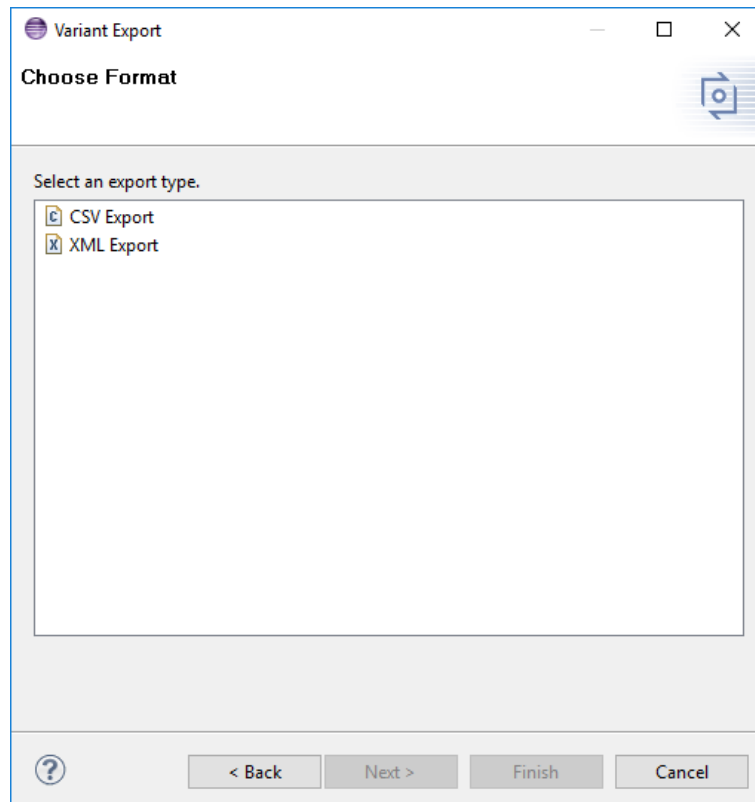 Variant Export
Choose Format
Select an export type.
C CSV Export
X XML Export
?
< Back Next > Finish Cancel